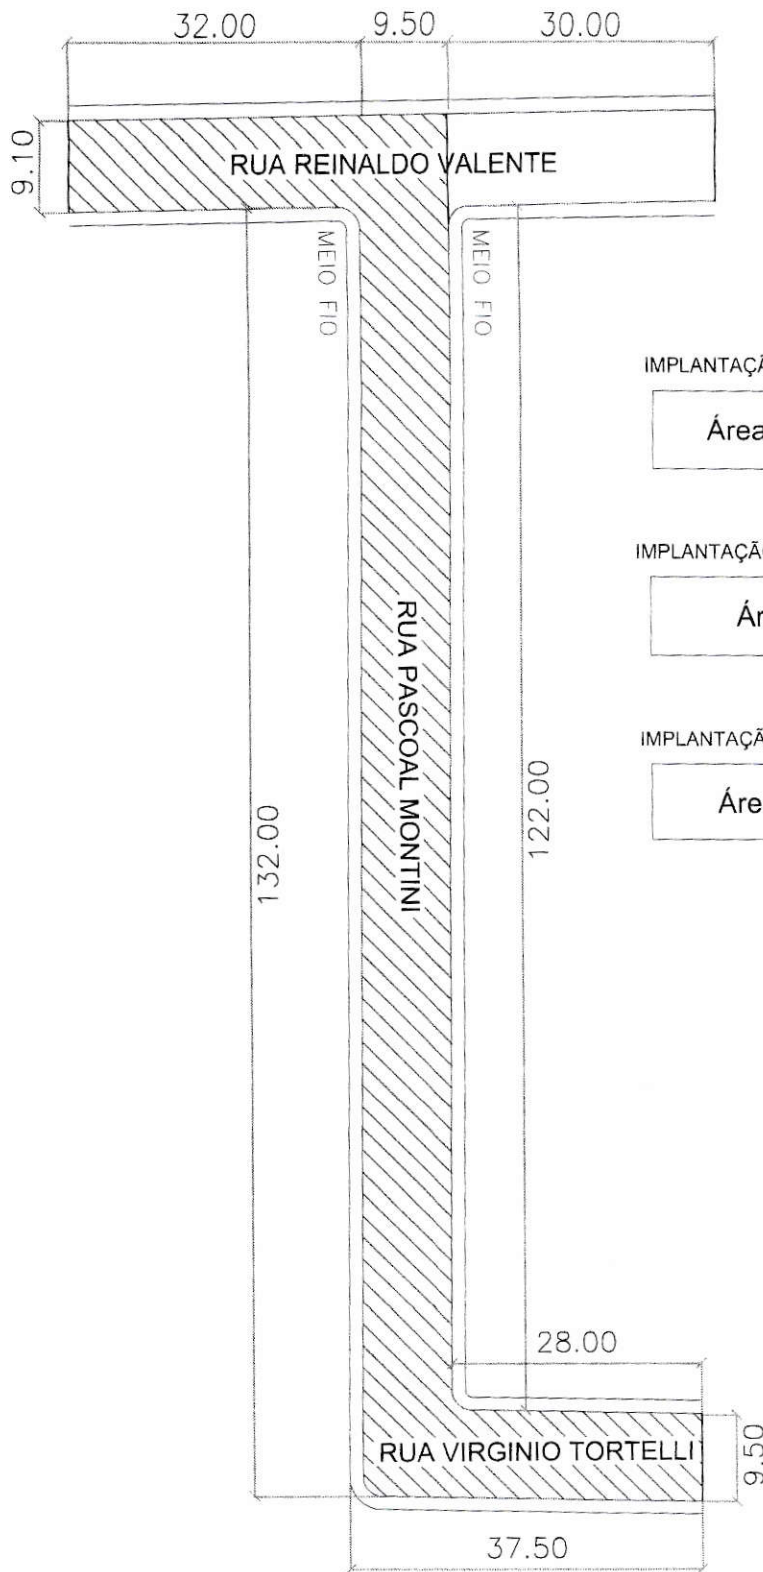 32.00 9.50 30.00
9.10
RUA REINALDO VALENTE
MEIO FIO
MEIO FIO
IMPLANTAÇÃ
Área
IMPLANTAÇÃ
Ár
IMPLANTAÇÃ
Áre
RUA PASCOAL MONTINI
132.00
122.00
28.00
RUA VIRGINIO TORTELLI
9.50
37.50